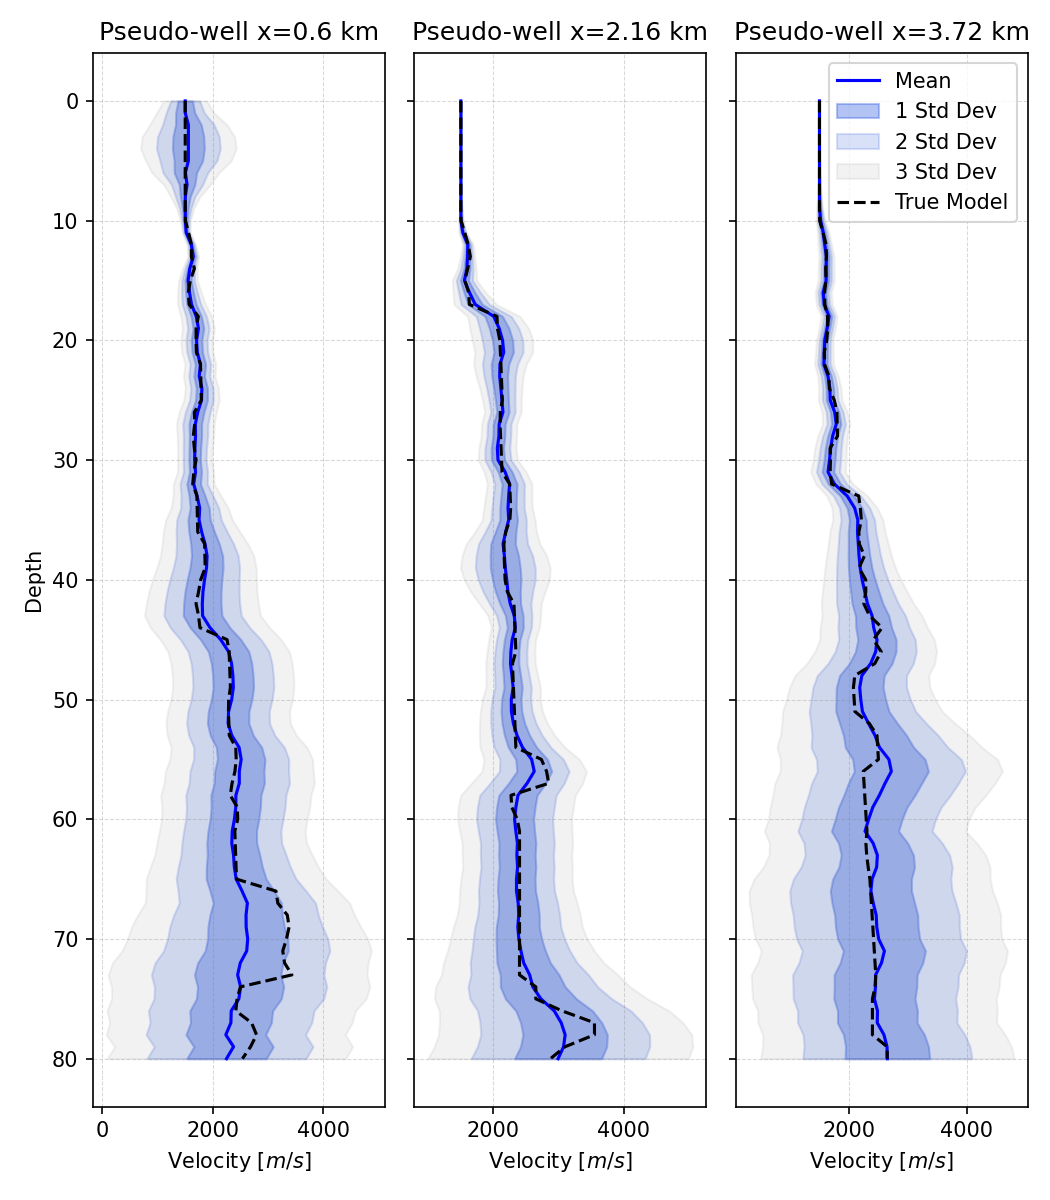 Pseudo-well x=0.6 km
Pseudo-well x=2.16 km
Pseudo-well x=3.72 km
Mean
1 Std Dev
2 Std Dev
3 Std Dev
True Model
0
10
20
30
40
50
60
70
80
Depth
0 2000 4000
2000 4000
2000 4000
Velocity [m/s]
Velocity [m/s]
Velocity [m/s]